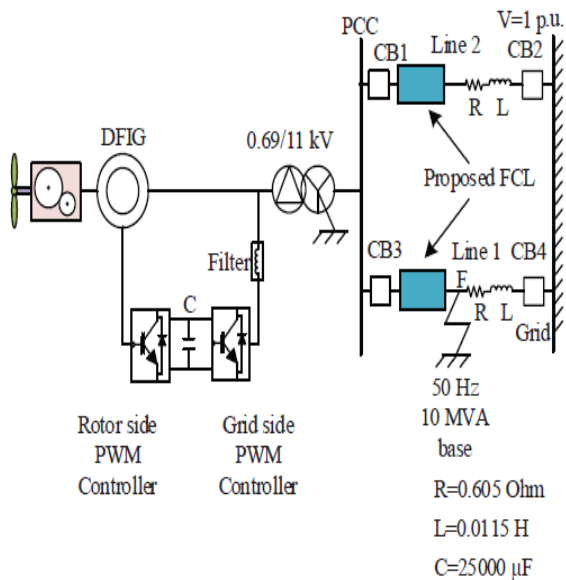 V=1 p.u.
PCC
CB1
Line 2
CB2
R L
DFIG
0.69/11 kV
Proposed FCL
CB3
Line 1
CB4
F
R L
Grid
Filter
C
Rotor side
PWM
Controller
Grid side
PWM
Controller
50 Hz
10 MVA
base
R=0.605 Ohm
L=0.0115 H
C=25000 μF